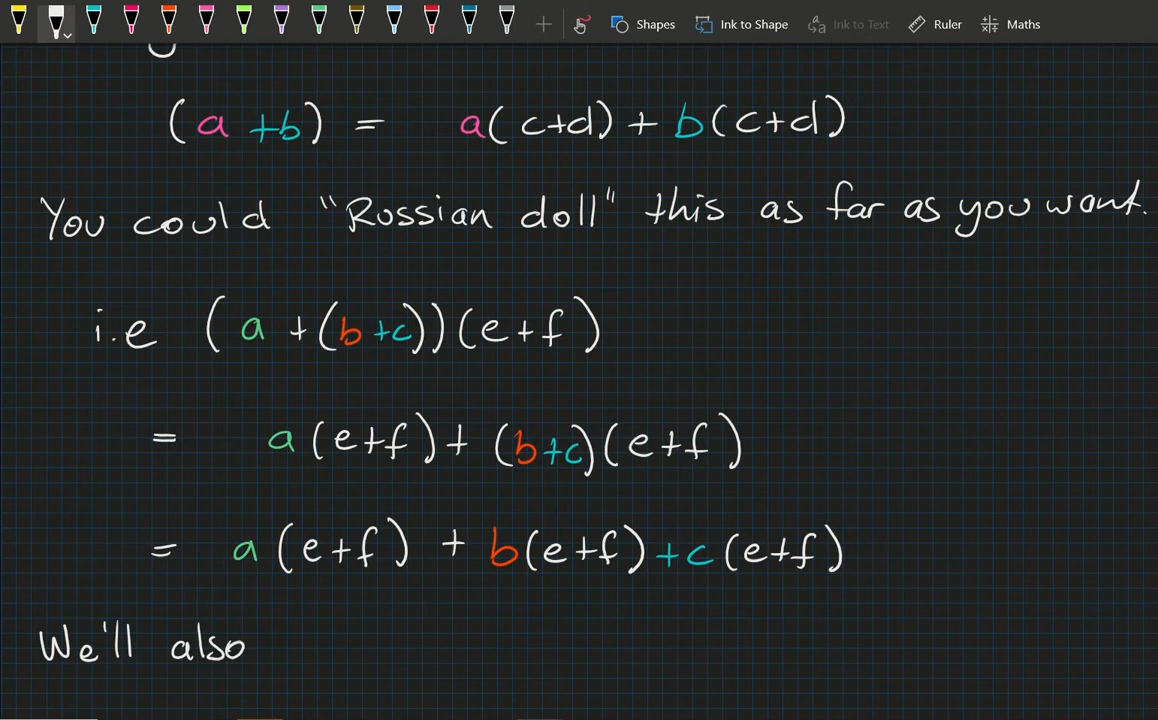 Shapes Ink to Shape Ink to Text Ruler Maths
(a +b) = a(c+d) + b(c+d)
You could "Russian doll" this as far as you want.
i.e (a +(b+c))(e+f)
= a(e+f)+ (b+c)(e+f)
= a(e+f) + b(e+f)+c(e+f)
We'll also